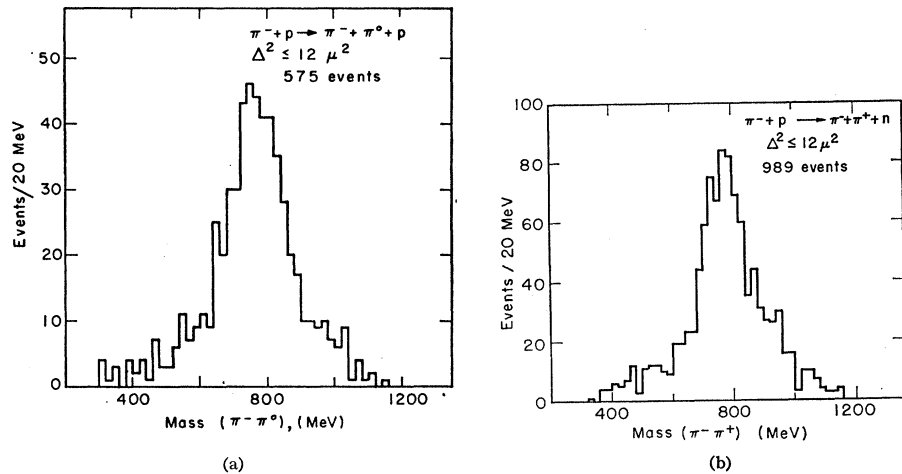 π⁻ + p → π⁻ + π° + p
Δ² ≤ 12 μ²
575 events
50
40
30
20
10
0
Events/20 MeV
400
800
1200
Mass (π⁻π°), (MeV)
(a)
π⁻ + p → π⁻ + π⁺ + n
Δ² ≤ 12 μ²
989 events
100
80
60
40
20
0
Events / 20 MeV
400
800
1200
Mass (π⁻π⁺) (MeV)
(b)